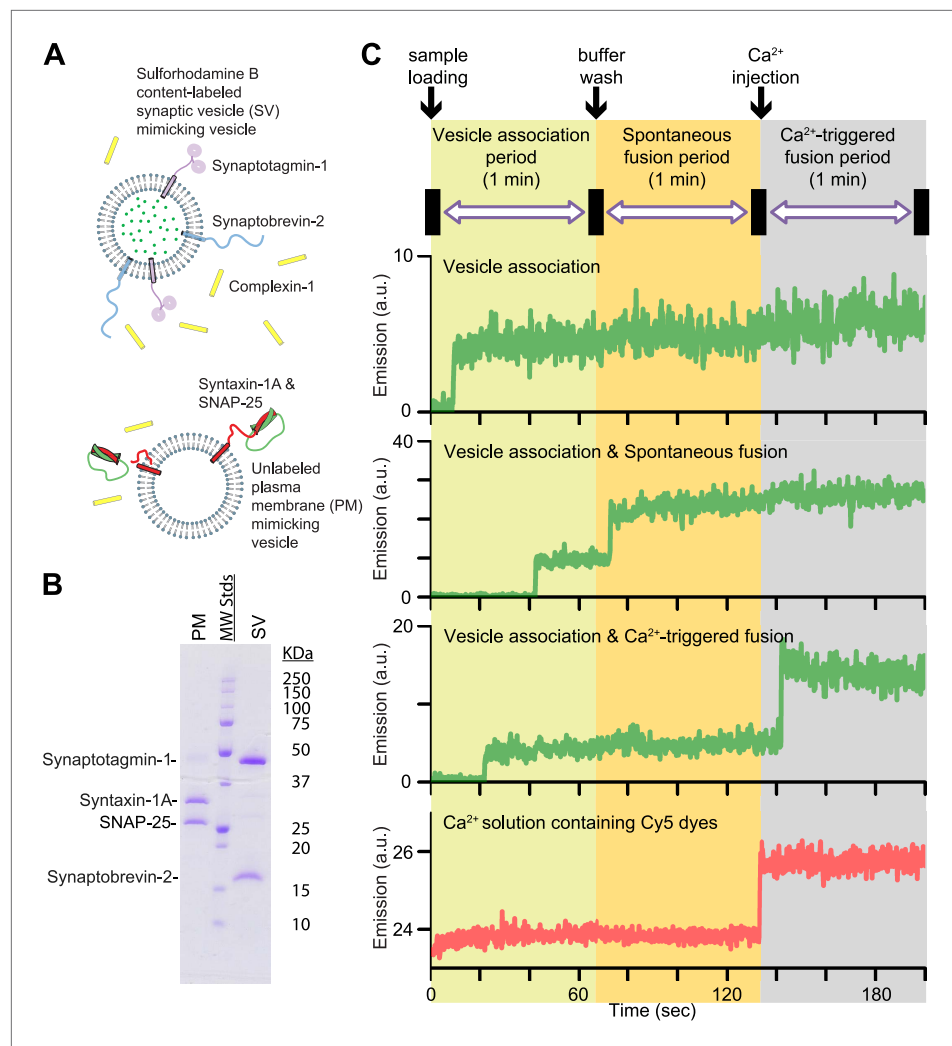 A
Sulforhodamine B
content-labeled
synaptic vesicle (SV)
mimicking vesicle
Synaptotagmin-1
Synaptobrevin-2
Complexin-1
Syntaxin-1A &
SNAP-25
Unlabeled
plasma
membrane (PM)
mimicking
vesicle
B
PM
MW Stds
SV
KDa
250
150
100
75
50
37
25
20
15
10
Synaptotagmin-1-
Syntaxin-1A-
SNAP-25-
Synaptobrevin-2-
C
sample
loading
buffer
wash
Ca²⁺
injection
Vesicle association
period
(1 min)
Spontaneous
fusion period
(1 min)
Ca²⁺-triggered
fusion period
(1 min)
Vesicle association
Emission (a.u.)
10
0
Vesicle association & Spontaneous fusion
Emission (a.u.)
40
0
Vesicle association & Ca²⁺-triggered fusion
Emission (a.u.)
20
0
Ca²⁺ solution containing Cy5 dyes
Emission (a.u.)
26
24
0
60
120
180
Time (sec)